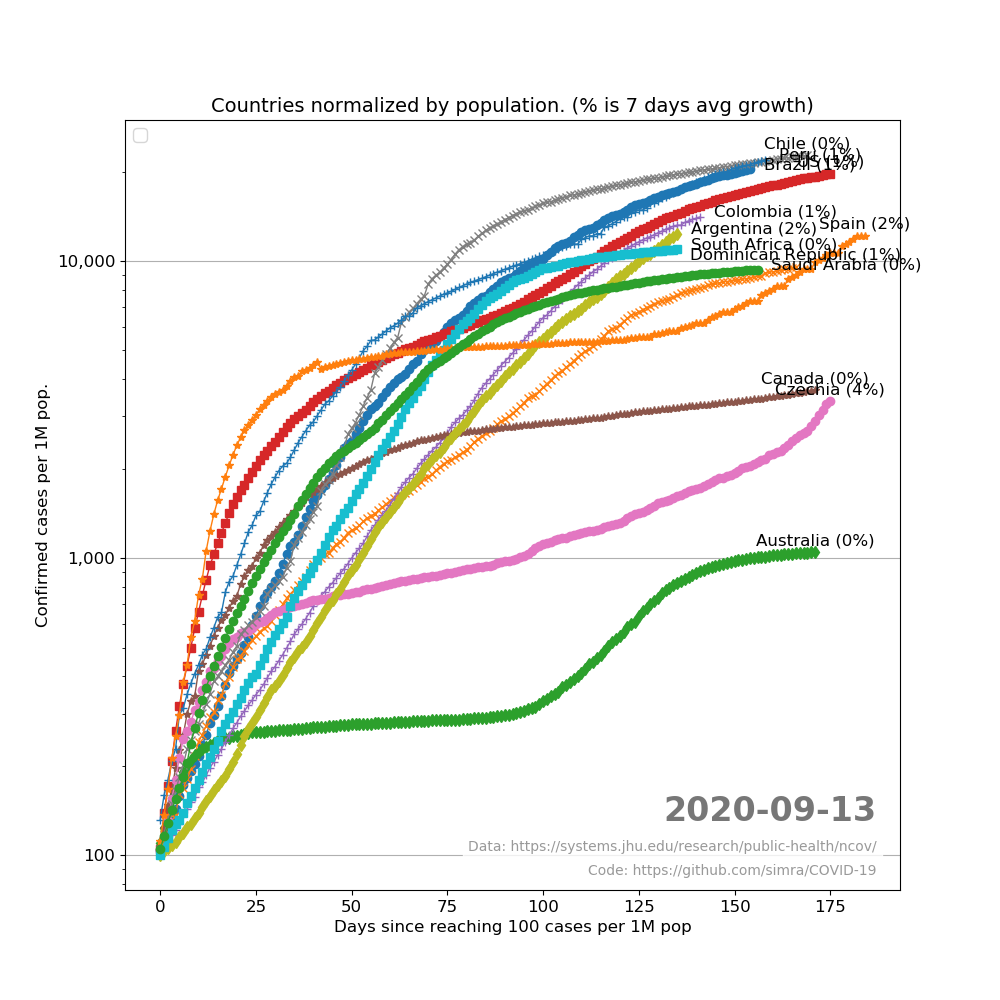 Countries normalized by population. (% is 7 days avg growth)
Chile (0%)
Peru (1%)
US (1%)
Brazil (1%)
Colombia (1%)
Spain (2%)
Argentina (2%)
South Africa (0%)
Dominican Republic (1%)
Saudi Arabia (0%)
Canada (0%)
Czechia (4%)
Australia (0%)
10,000
1,000
100
Confirmed cases per 1M pop.
2020-09-13
Data: https://systems.jhu.edu/research/public-health/ncov/
Code: https://github.com/simra/COVID-19
0 25 50 75 100 125 150 175
Days since reaching 100 cases per 1M pop